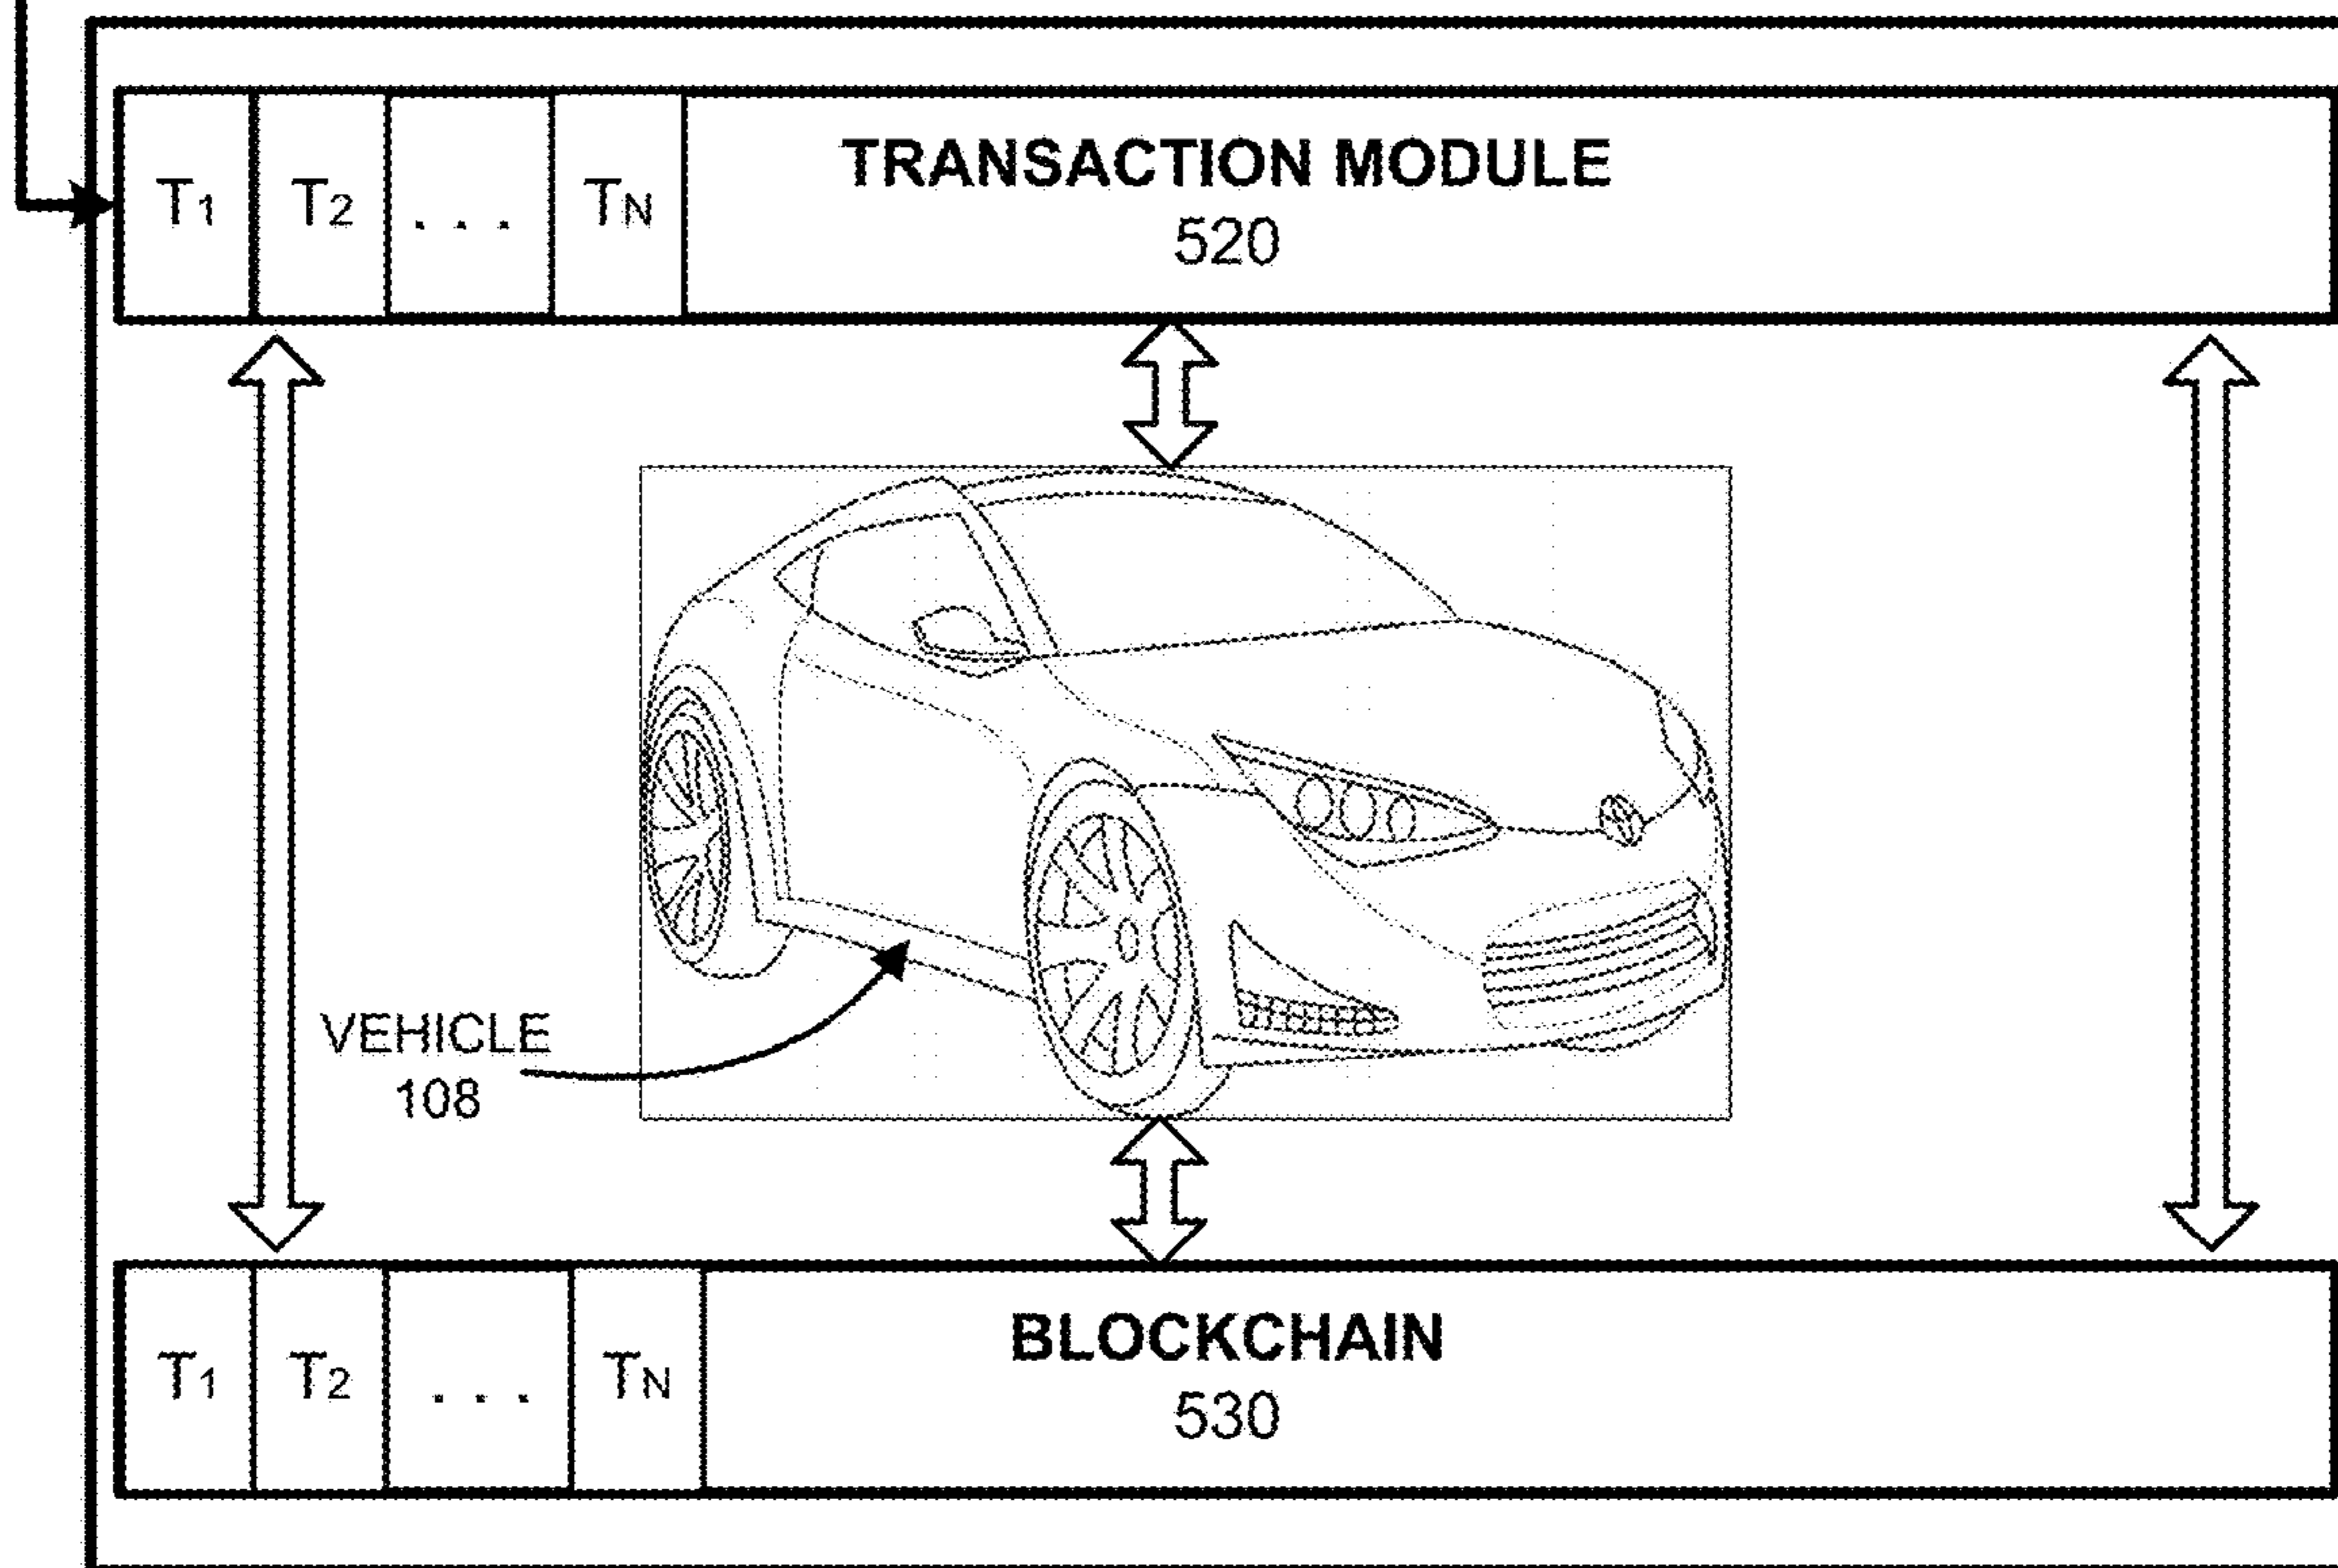 T1 T2 . . . TN TRANSACTION MODULE
520
VEHICLE
108
T1 T2 . . . TN BLOCKCHAIN
530